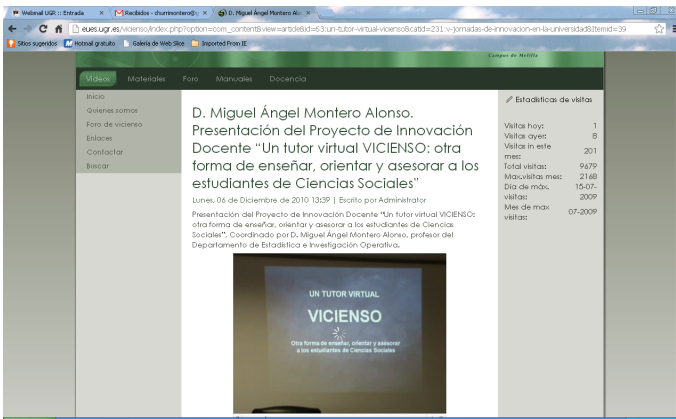 Webmail UGR :: Entrada
Recibidos - churrimontero@
D. Miguel Ángel Montero Alo
eues.ugr.es/vicienso/index.php?option=com_content&view=article&id=63:un-tutor-virtual-vicienso&catid=231:v-jornadas-de-innovacion-en-la-universidad&Itemid=39
Sitios sugeridos
Hotmail gratuito
Galería de Web Slice
Imported From IE
Campus de Melilla
Vídeos
Materiales
Foro
Manuales
Docencia
Inicio
Quienes somos
Foro de vicienso
Enlaces
Contactar
Buscar
D. Miguel Ángel Montero Alonso.
Presentación del Proyecto de Innovación
Docente “Un tutor virtual VICIENSO: otra
forma de enseñar, orientar y asesorar a los
estudiantes de Ciencias Sociales”
Lunes, 06 de Diciembre de 2010 13:39 | Escrito por Administrator
Presentación del Proyecto de Innovación Docente “Un tutor virtual VICIENSO:
otra forma de enseñar, orientar y asesorar a los estudiantes de Ciencias
Sociales”. Coordinado por D. Miguel Ángel Montero Alonso, profesor del
Departamento de Estadística e Investigación Operativa.
UN TUTOR VIRTUAL
VICIENSO
Otra forma de enseñar, orientar y asesorar
a los estudiantes de Ciencias Sociales
Estadísticas de visitas
Visitas hoy: 1
Visitas ayer: 8
Visitas in este
mes: 201
Total visitas: 9679
Max.visitas mes: 2168
Día de máx.
visitas: 15-07-
2009
Mes de max
visitas: 07-2009